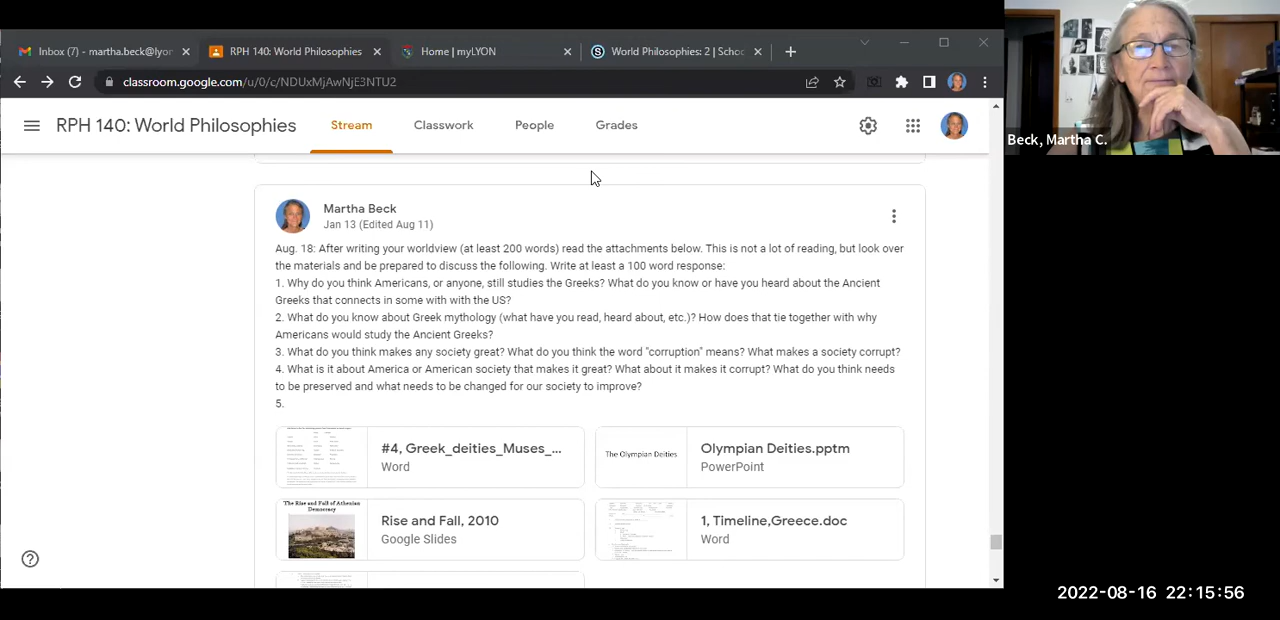 Inbox (7) - martha.beck@lyor
RPH 140: World Philosophies
Home | myLYON
World Philosophies: 2 | Schoc
classroom.google.com/u/0/c/NDUxMjAwNjE3NTU2
Beck, Martha C.
RPH 140: World Philosophies
Stream
Classwork
People
Grades
Martha Beck
Jan 13 (Edited Aug 11)
Aug. 18: After writing your worldview (at least 200 words) read the attachments below. This is not a lot of reading, but look over
the materials and be prepared to discuss the following. Write at least a 100 word response:
1. Why do you think Americans, or anyone, still studies the Greeks? What do you know or have you heard about the Ancient
Greeks that connects in some with with the US?
2. What do you know about Greek mythology (what have you read, heard about, etc.)? How does that tie together with why
Americans would study the Ancient Greeks?
3. What do you think makes any society great? What do you think the word "corruption" means? What makes a society corrupt?
4. What is it about America or American society that makes it great? What about it makes it corrupt? What do you think needs
to be preserved and what needs to be changed for our society to improve?
5.
#4, Greek_deities_Muses_...
Word
The Olympian Deities
Olympian Deities.pptm
PowerPoint
The Rise and Fall of Athenian
Democracy
Rise and Fall, 2010
Google Slides
1, Timeline,Greece.doc
Word
2022-08-16 22:15:56